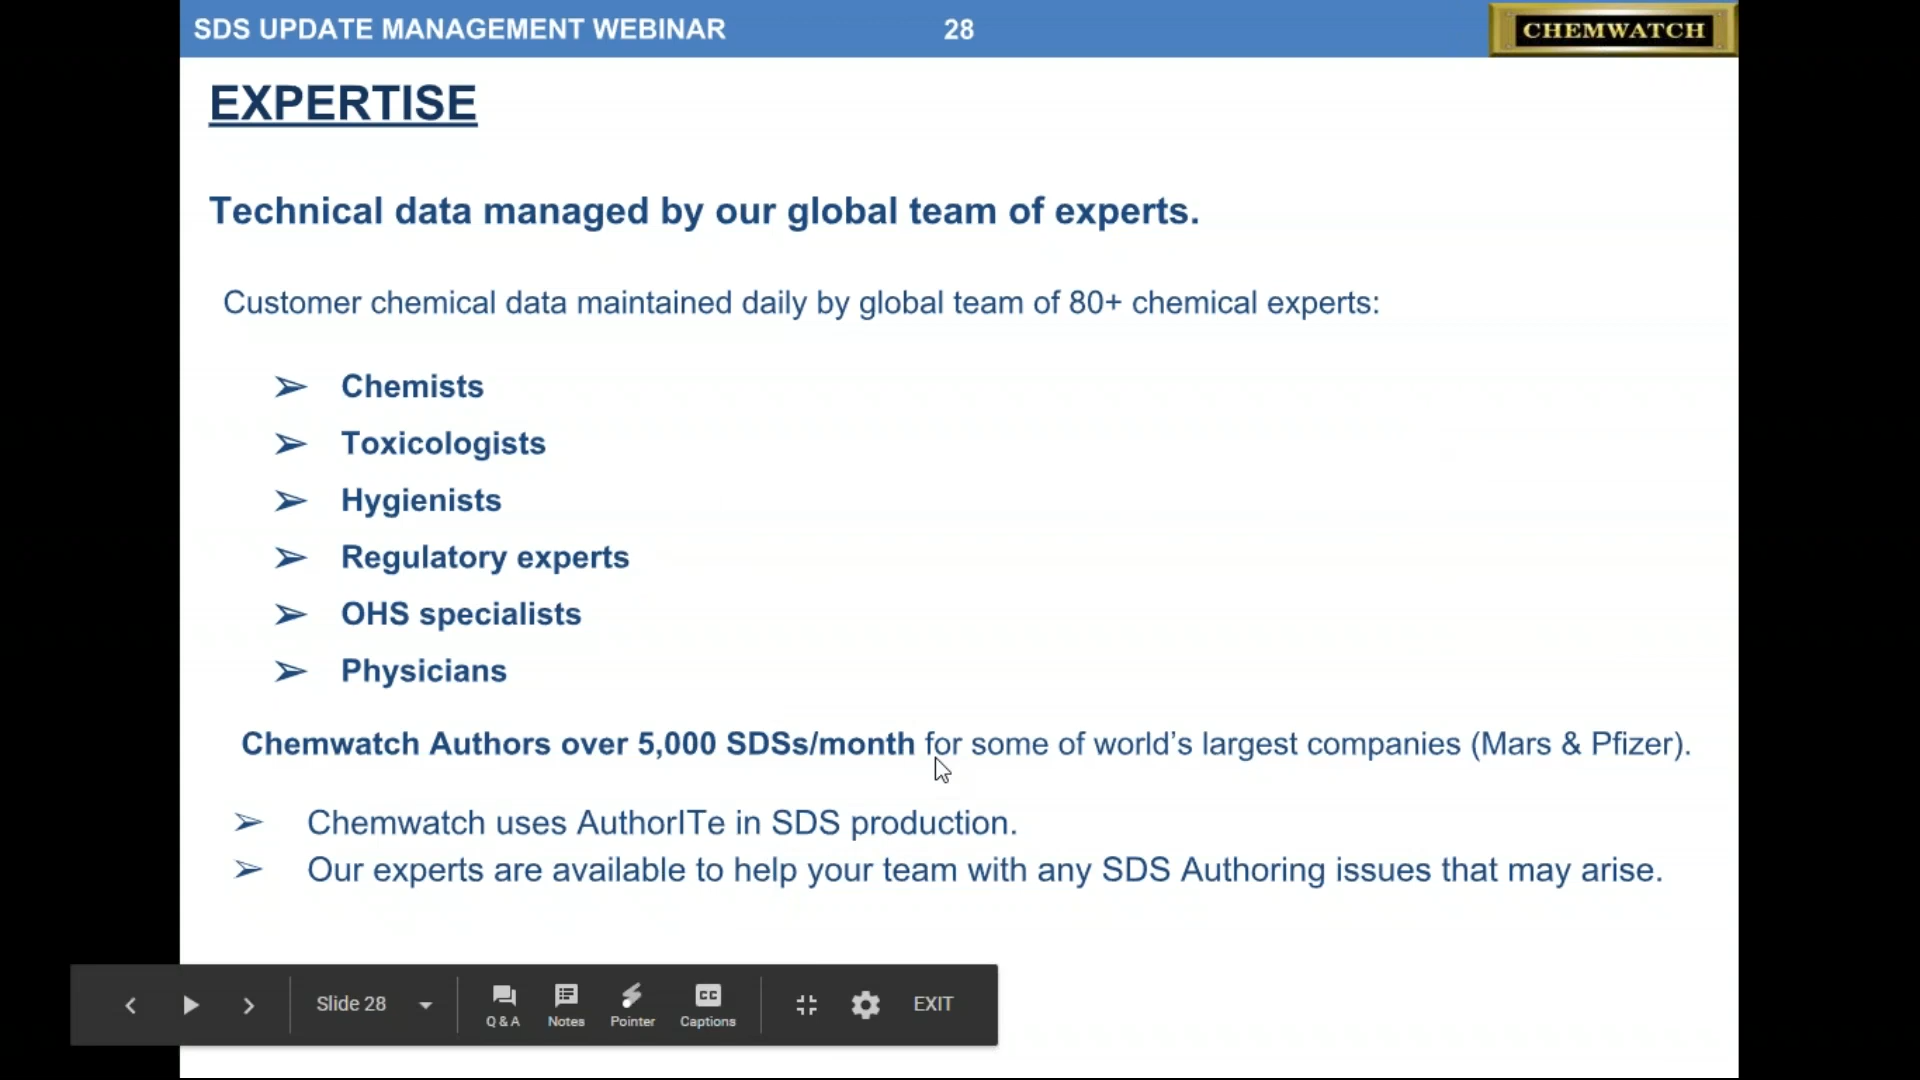 SDS UPDATE MANAGEMENT WEBINAR 28 CHEMWATCH
EXPERTISE
Technical data managed by our global team of experts.
Customer chemical data maintained daily by global team of 80+ chemical experts:
➢ Chemists
➢ Toxicologists
➢ Hygienists
➢ Regulatory experts
➢ OHS specialists
➢ Physicians
Chemwatch Authors over 5,000 SDSs/month for some of world’s largest companies (Mars & Pfizer).
➢ Chemwatch uses AuthorITe in SDS production.
➢ Our experts are available to help your team with any SDS Authoring issues that may arise.
Slide 28 Q & A Notes Pointer CC Captions EXIT